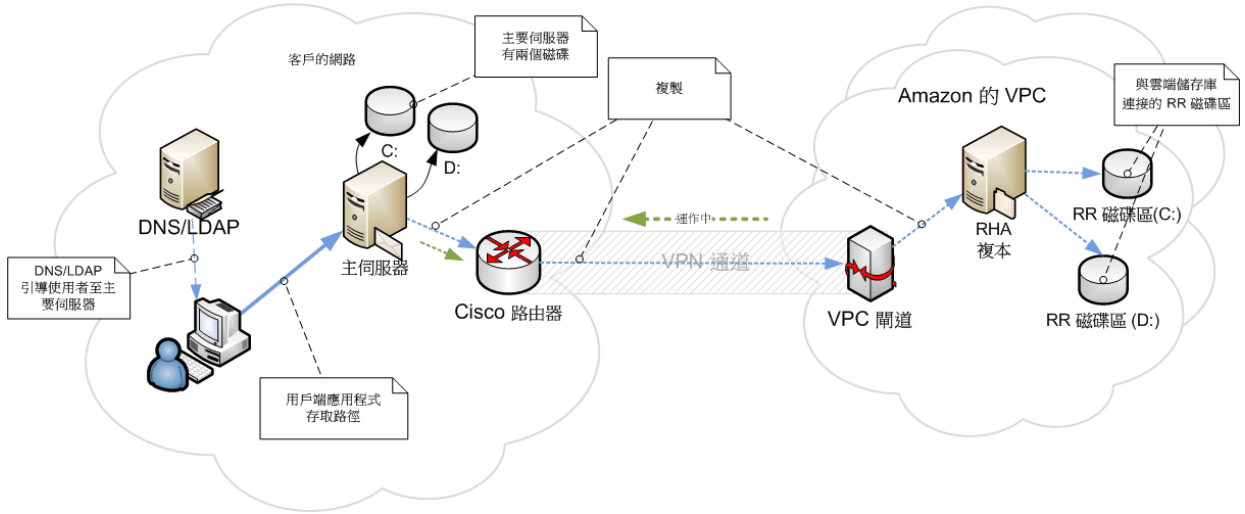 客戶的網路
主要伺服器
有兩個磁碟
複製
Amazon 的 VPC
與雲端儲存庫
連接的 RR 磁碟區
C:
D:
DNS/LDAP
主伺服器
運作中
VPN 通道
Cisco 路由器
VPC 閘道
RHA
複本
RR 磁碟區(C:)
RR 磁碟區 (D:)
DNS/LDAP
引導使用者至主
要伺服器
用戶端應用程式
存取路徑